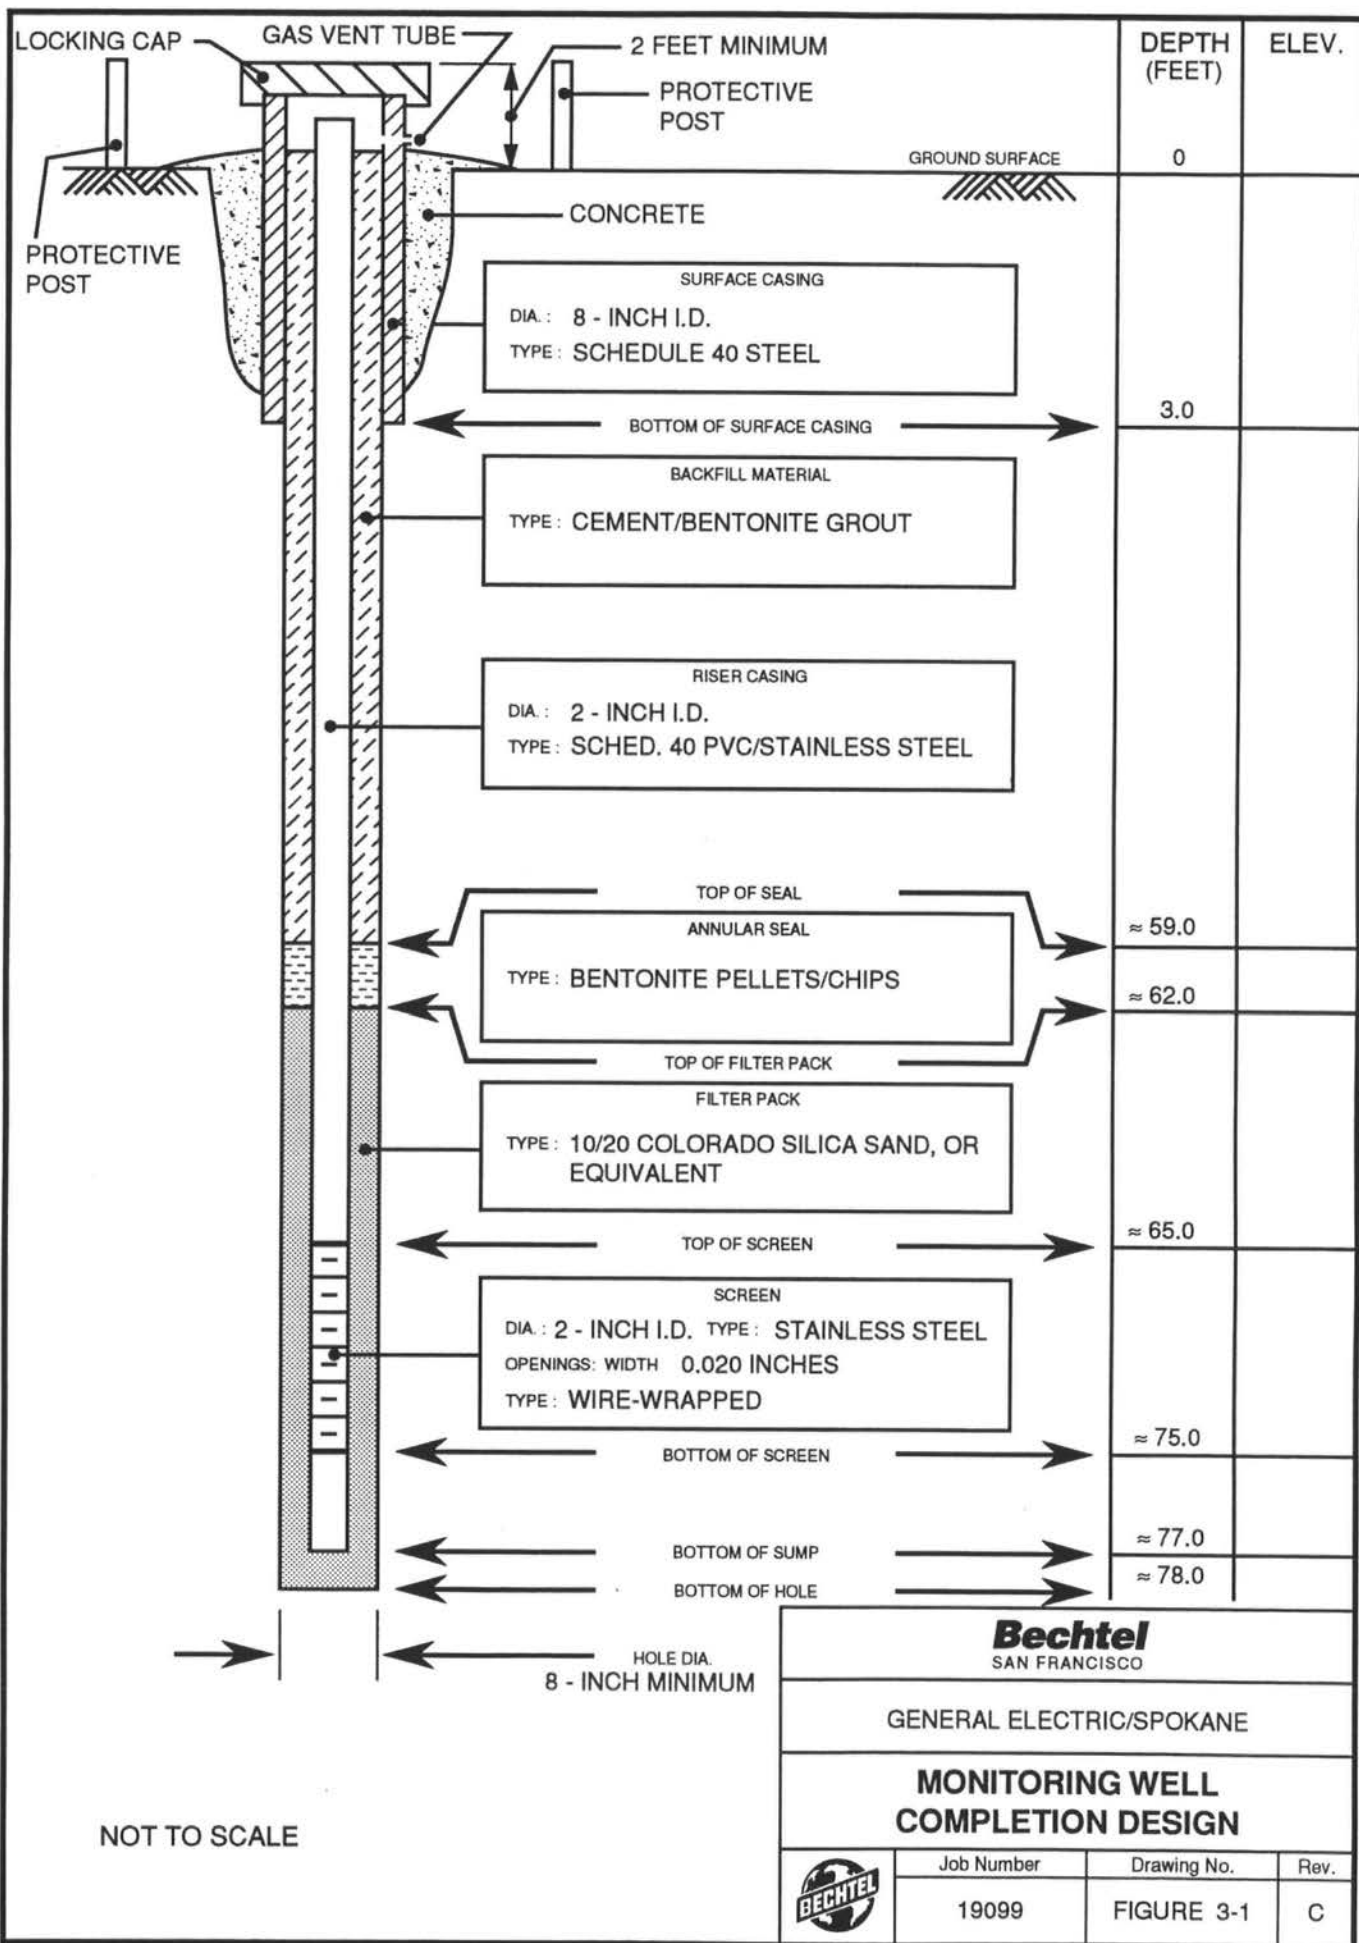 LOCKING CAP
GAS VENT TUBE
2 FEET MINIMUM
PROTECTIVE
POST
DEPTH
(FEET)
ELEV.
GROUND SURFACE
0
CONCRETE
PROTECTIVE
POST
SURFACE CASING
DIA. : 8 - INCH I.D.
TYPE : SCHEDULE 40 STEEL
BOTTOM OF SURFACE CASING
3.0
BACKFILL MATERIAL
TYPE : CEMENT/BENTONITE GROUT
RISER CASING
DIA. : 2 - INCH I.D.
TYPE : SCHED. 40 PVC/STAINLESS STEEL
TOP OF SEAL
≈ 59.0
ANNULAR SEAL
TYPE : BENTONITE PELLETS/CHIPS
≈ 62.0
TOP OF FILTER PACK
FILTER PACK
TYPE : 10/20 COLORADO SILICA SAND, OR
EQUIVALENT
TOP OF SCREEN
≈ 65.0
SCREEN
DIA. : 2 - INCH I.D. TYPE : STAINLESS STEEL
OPENINGS: WIDTH 0.020 INCHES
TYPE : WIRE-WRAPPED
BOTTOM OF SCREEN
≈ 75.0
BOTTOM OF SUMP
≈ 77.0
BOTTOM OF HOLE
≈ 78.0
HOLE DIA.
8 - INCH MINIMUM
NOT TO SCALE
Bechtel
SAN FRANCISCO
GENERAL ELECTRIC/SPOKANE
MONITORING WELL
COMPLETION DESIGN
BECHTEL
Job Number
Drawing No.
Rev.
19099
FIGURE 3-1
C